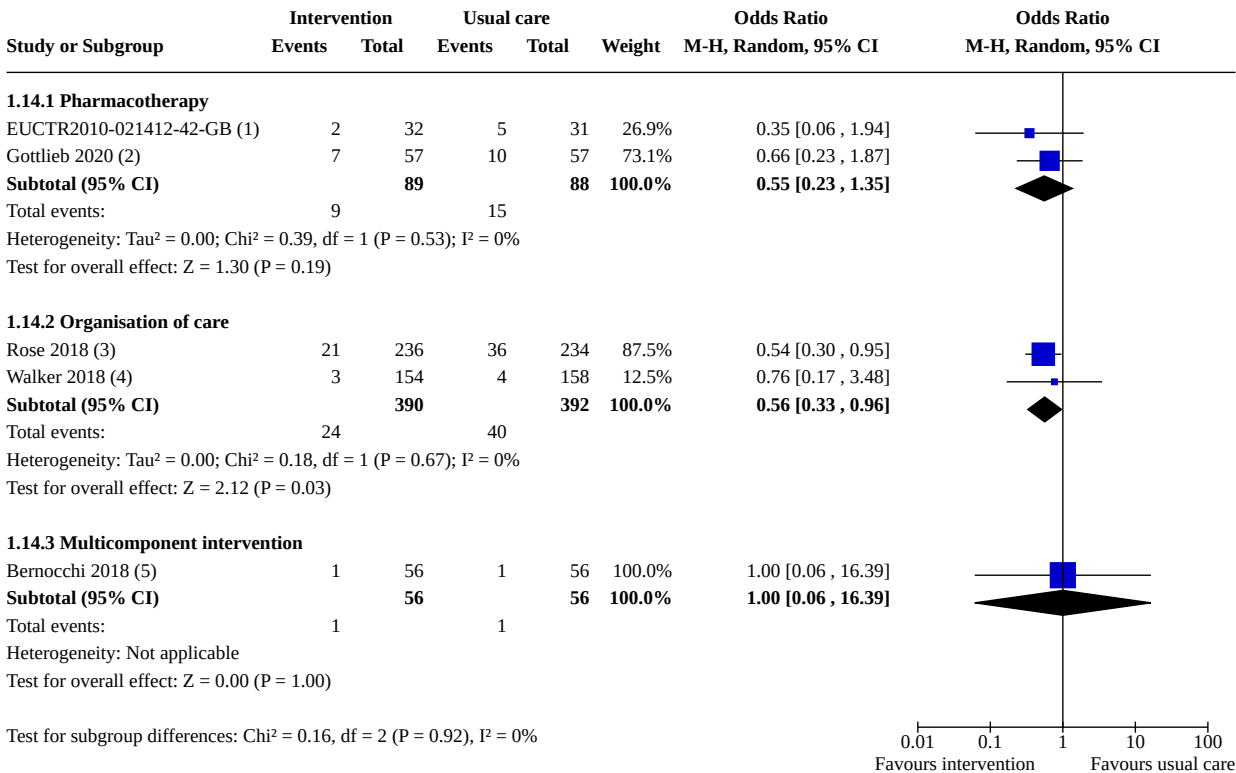 Intervention Usual care Odds Ratio Odds Ratio
Study or Subgroup Events Total Events Total Weight M-H, Random, 95% CI M-H, Random, 95% CI
1.14.1 Pharmacotherapy
EUCTR2010-021412-42-GB (1) 2 32 5 31 26.9% 0.35 [0.06 , 1.94]
Gottlieb 2020 (2) 7 57 10 57 73.1% 0.66 [0.23 , 1.87]
Subtotal (95% CI) 89 88 100.0% 0.55 [0.23 , 1.35]
Total events: 9 15
Heterogeneity: Tau² = 0.00; Chi² = 0.39, df = 1 (P = 0.53); I² = 0%
Test for overall effect: Z = 1.30 (P = 0.19)
1.14.2 Organisation of care
Rose 2018 (3) 21 236 36 234 87.5% 0.54 [0.30 , 0.95]
Walker 2018 (4) 3 154 4 158 12.5% 0.76 [0.17 , 3.48]
Subtotal (95% CI) 390 392 100.0% 0.56 [0.33 , 0.96]
Total events: 24 40
Heterogeneity: Tau² = 0.00; Chi² = 0.18, df = 1 (P = 0.67); I² = 0%
Test for overall effect: Z = 2.12 (P = 0.03)
1.14.3 Multicomponent intervention
Bernocchi 2018 (5) 1 56 1 56 100.0% 1.00 [0.06 , 16.39]
Subtotal (95% CI) 56 56 100.0% 1.00 [0.06 , 16.39]
Total events: 1 1
Heterogeneity: Not applicable
Test for overall effect: Z = 0.00 (P = 1.00)
Test for subgroup differences: Chi² = 0.16, df = 2 (P = 0.92), I² = 0%
0.01 0.1 1 10 100
Favours intervention Favours usual care